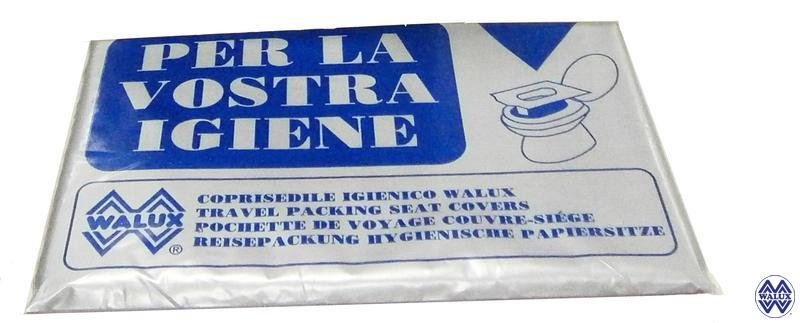 PER LA
VOSTRA
IGIENE
WALUX
®
COPRISEDILE IGIENICO WALUX
TRAVEL PACKING SEAT COVERS
POCHETTE DE VOYAGE COUVRE-SIÉGE
REISEPACKUNG HYGIENISCHE PAPIERSITZE
WALUX